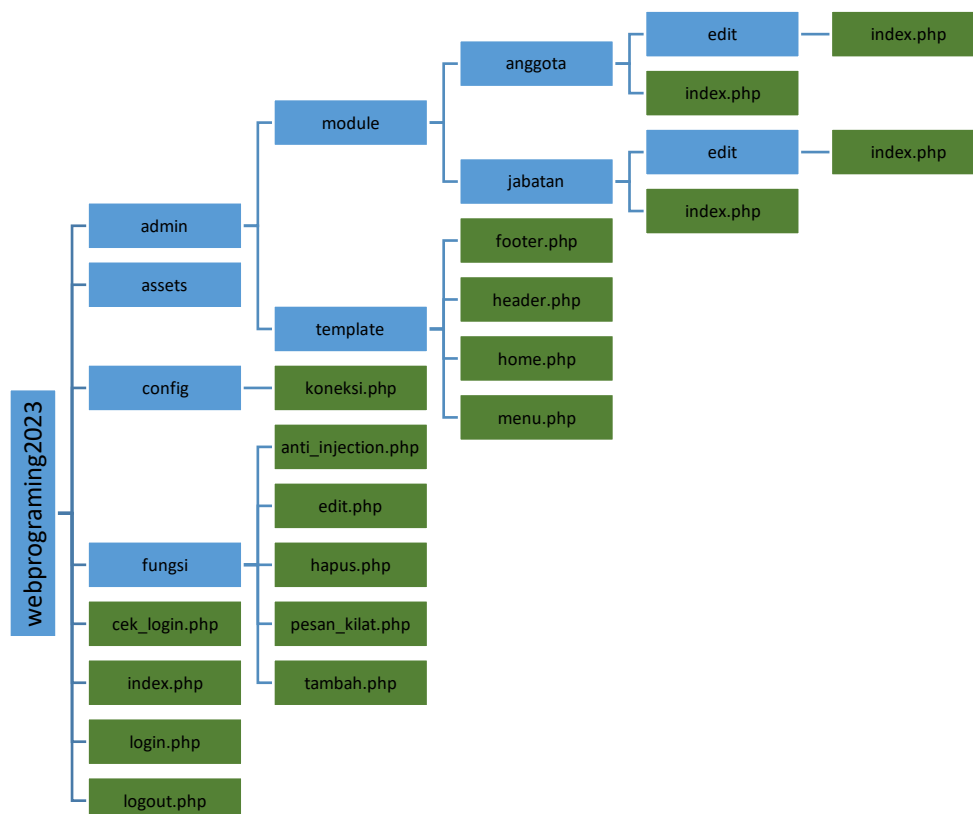 webprograming2023
admin
module
anggota
edit
index.php
index.php
jabatan
edit
index.php
index.php
template
footer.php
header.php
home.php
menu.php
assets
config
koneksi.php
fungsi
anti_injection.php
edit.php
hapus.php
pesan_kilat.php
tambah.php
cek_login.php
index.php
login.php
logout.php